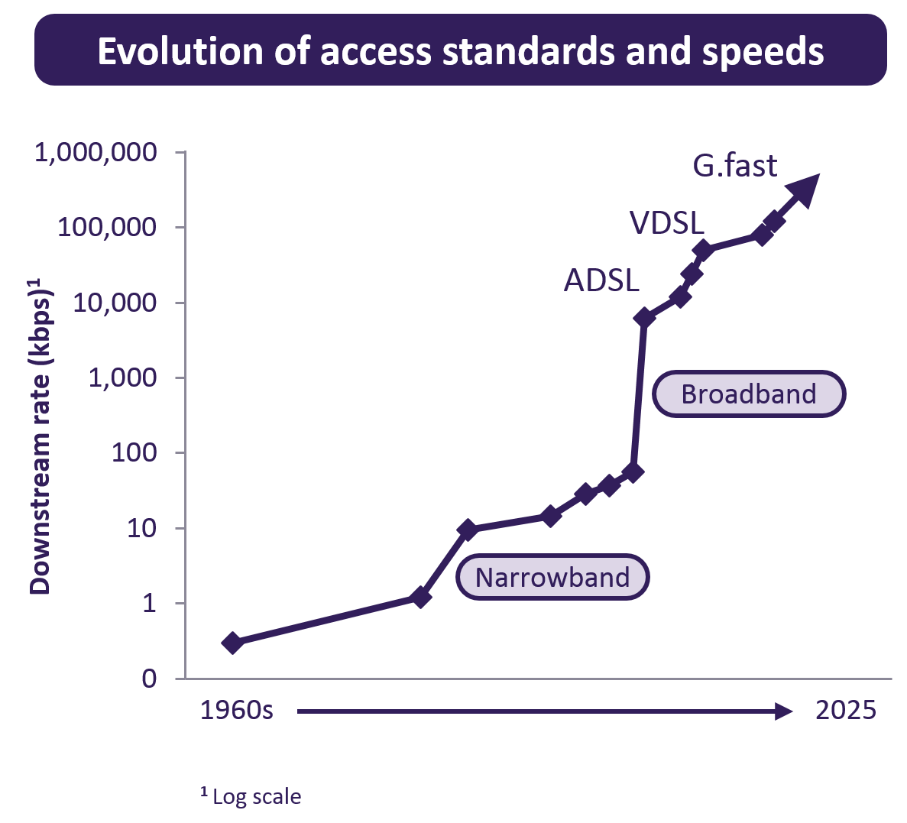 Evolution of access standards and speeds
1,000,000
100,000
10,000
1,000
100
10
1
0
Downstream rate (kbps)¹
G.fast
VDSL
ADSL
Broadband
Narrowband
1960s
2025
¹ Log scale